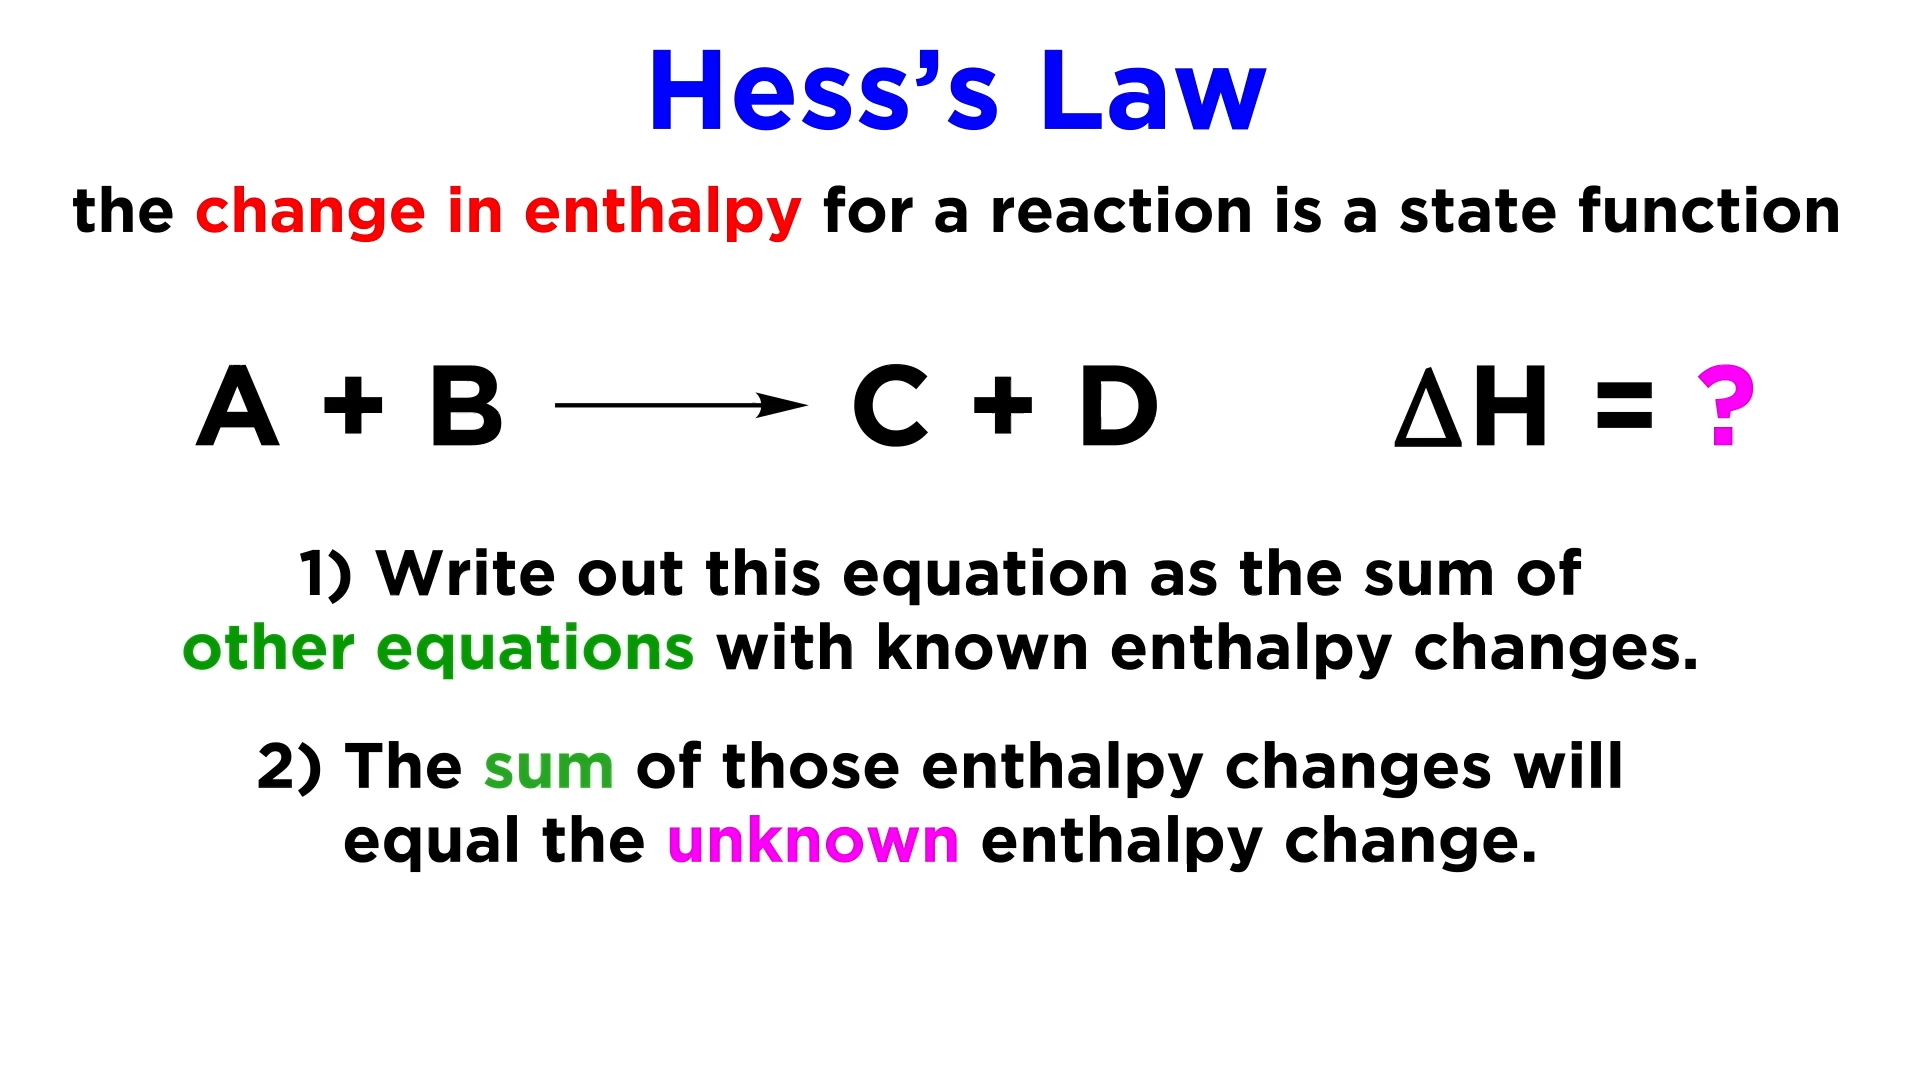 Hess’s Law
the change in enthalpy for a reaction is a state function
A + B ⟶ C + D ΔH = ?
1) Write out this equation as the sum of
other equations with known enthalpy changes.
2) The sum of those enthalpy changes will
equal the unknown enthalpy change.